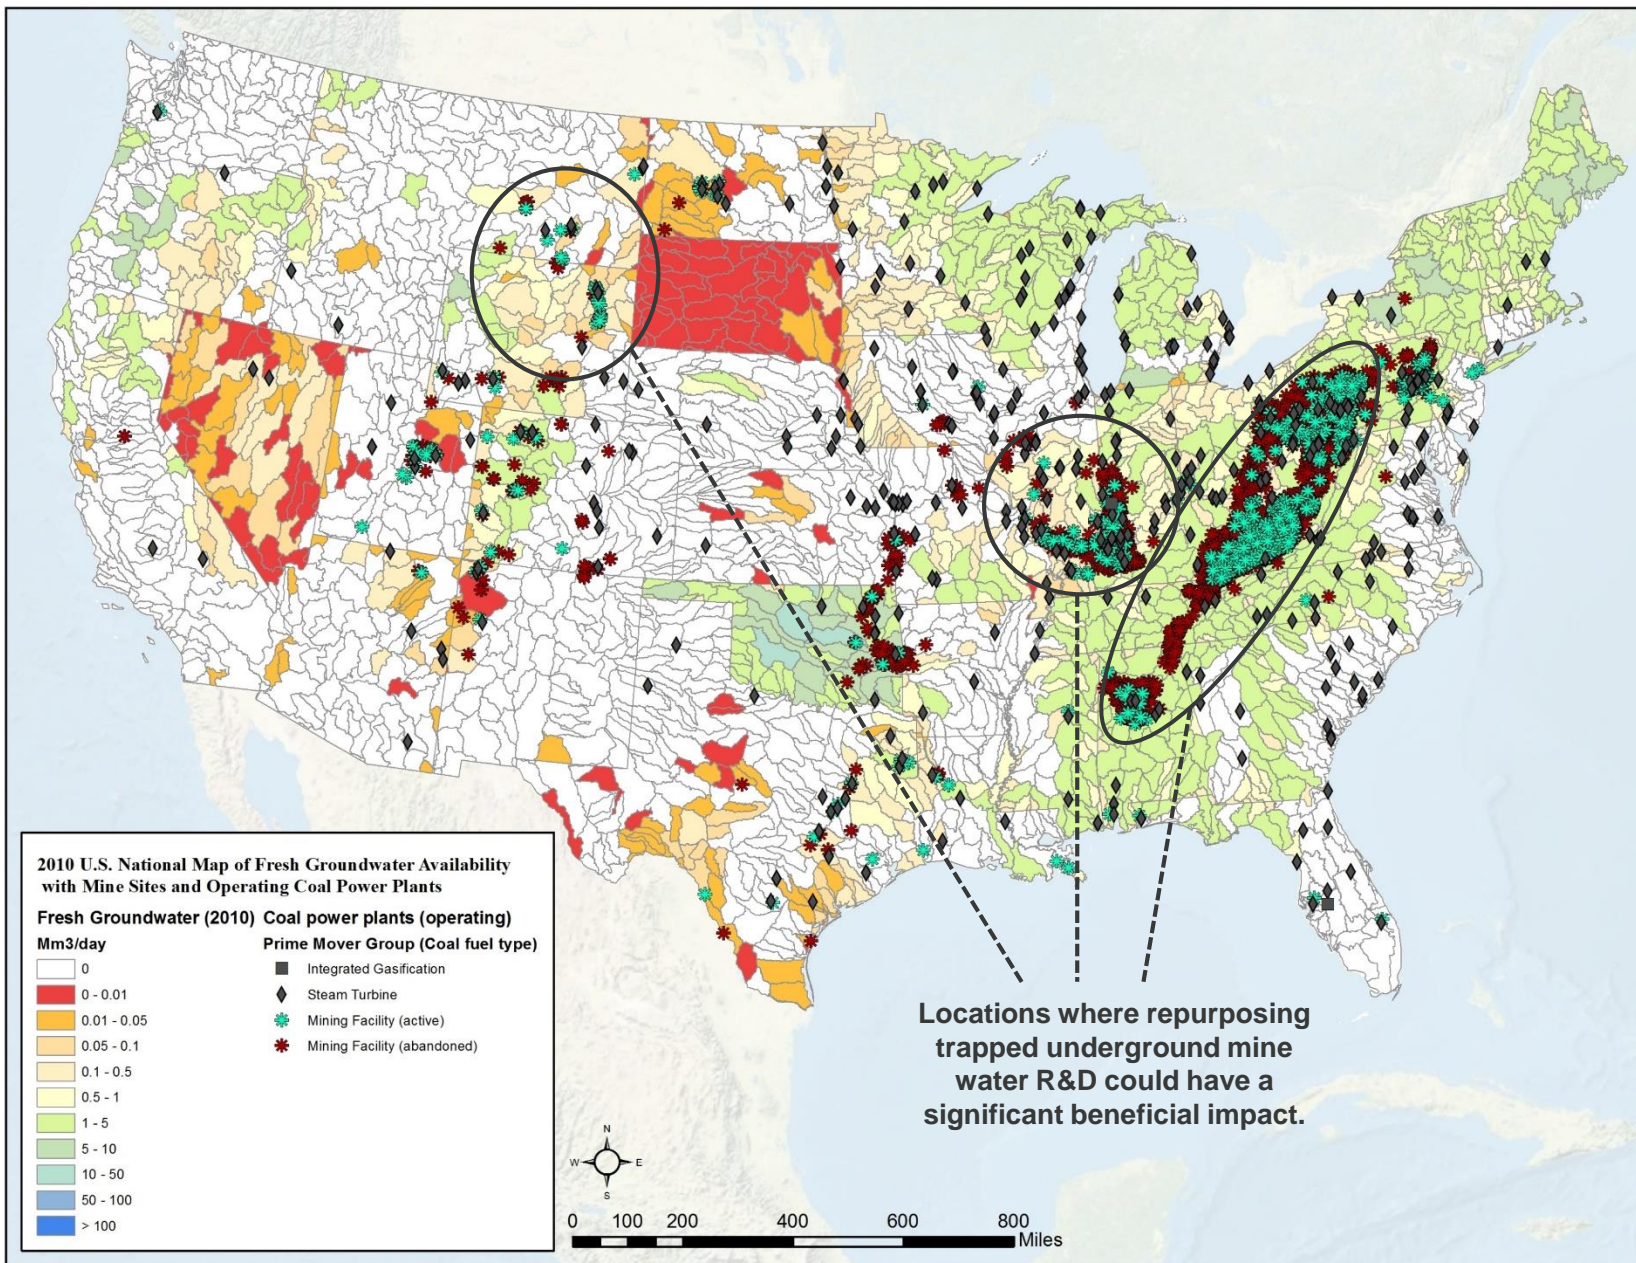 2010 U.S. National Map of Fresh Groundwater Availability
with Mine Sites and Operating Coal Power Plants
Fresh Groundwater (2010)
Mm3/day
0
0 - 0.01
0.01 - 0.05
0.05 - 0.1
0.1 - 0.5
0.5 - 1
1 - 5
5 - 10
10 - 50
50 - 100
> 100
Coal power plants (operating)
Prime Mover Group (Coal fuel type)
Integrated Gasification
Steam Turbine
Mining Facility (active)
Mining Facility (abandoned)
Locations where repurposing
trapped underground mine
water R&D could have a
significant beneficial impact.
N
W
E
S
0 100 200 400 600 800
Miles